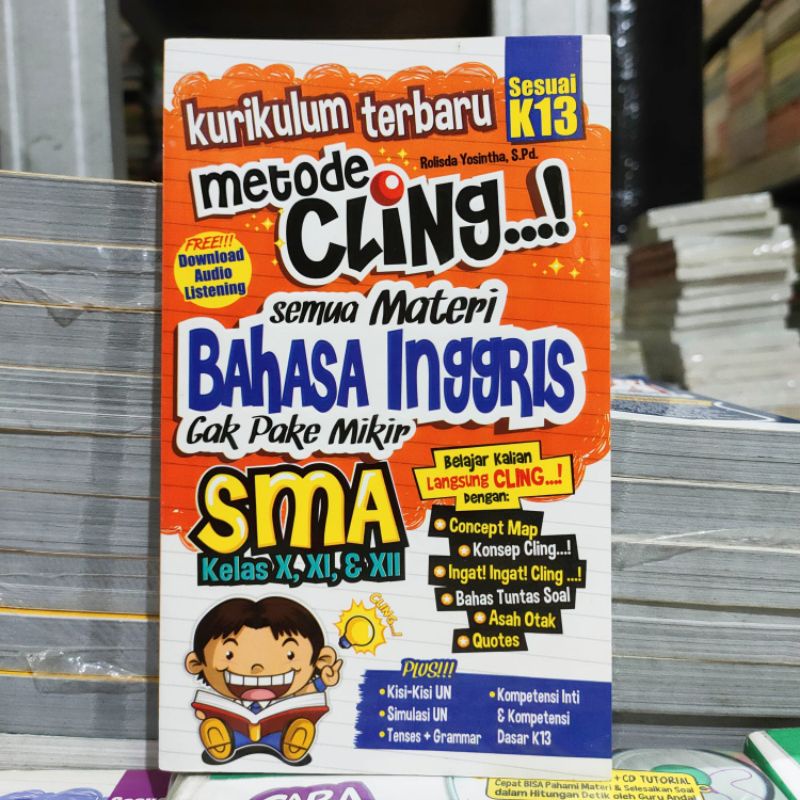 kurikulum terbaru
Sesuai
K13
Rolisda Yosintha, S.Pd.
metode
CLiNg...!
FREE!!!
Download
Audio
Listening
semua Materi
BAHASA INggRIS
Gak Pake Mikir
SMA
Kelas X, XI, & XII
Belajar Kalian
Langsung CLING...!
Dengan:
Concept Map
Konsep Cling...!
Ingat! Ingat! Cling ...!
Bahas Tuntas Soal
Asah Otak
Quotes
CLING...!
PLUS!!!
• Kisi-Kisi UN
• Simulasi UN
• Tenses + Grammar
• Kompetensi Inti
& Kompetensi
Dasar K13
+ CD TUTORIAL
Cepat BISA Pahami Materi & Selesaikan Soal
dalam Hitungan Detik oleh Guru Andal